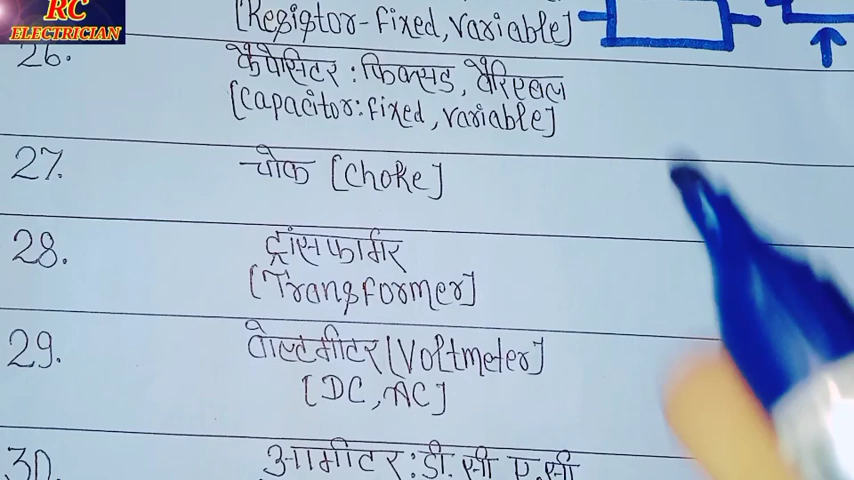 RC
ELECTRICIAN
[Resistor-fixed, variable]
26.
कैपेसिटर : फिक्सड, वैरिएबल
[Capacitor: fixed, variable]
27.
चोक [Choke]
28.
ट्रांसफार्मर
[Transformer]
29.
वोल्टमीटर [Voltmeter]
[DC, AC]
30.
आमीटर : डी. सी ए. सी